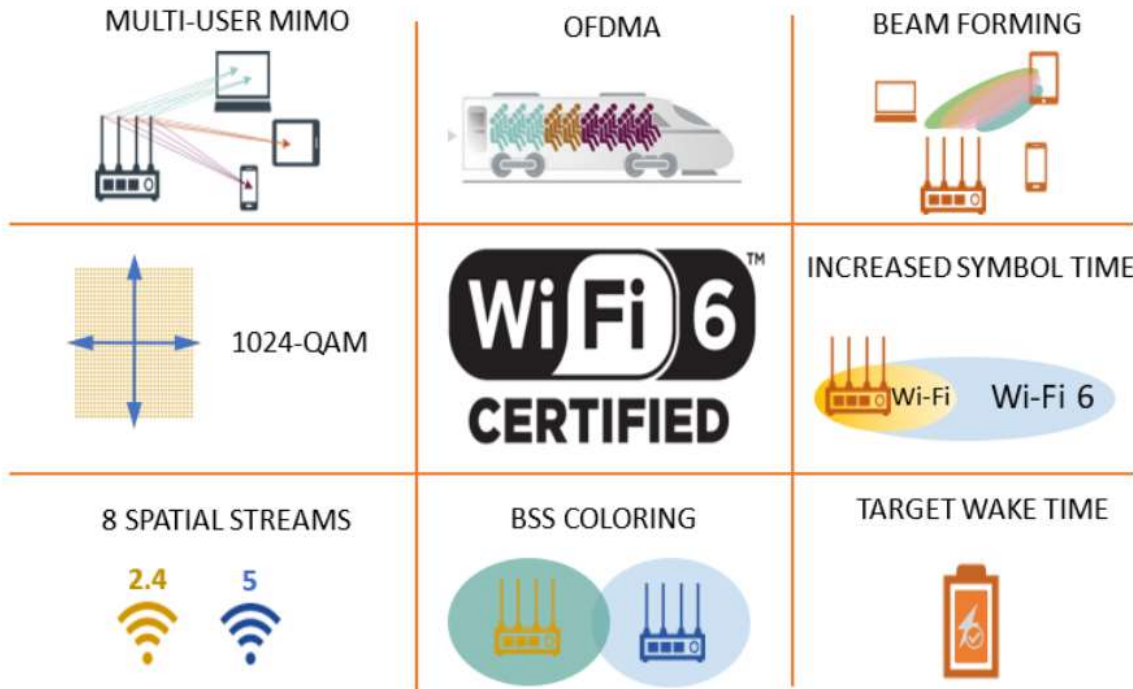 MULTI-USER MIMO
OFDMA
BEAM FORMING
1024-QAM
WiFi 6 ™
CERTIFIED
INCREASED SYMBOL TIME
Wi-Fi
Wi-Fi 6
8 SPATIAL STREAMS
2.4
5
BSS COLORING
TARGET WAKE TIME